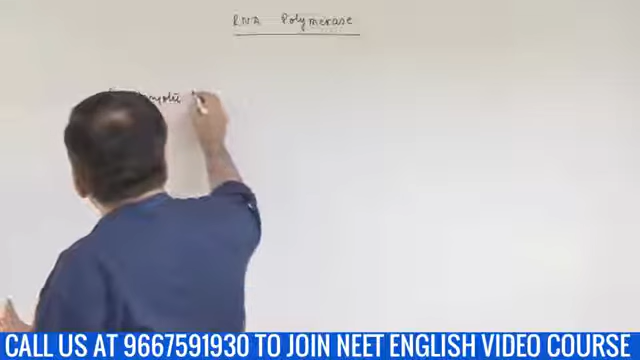 RNA Polymerase
CALL US AT 9667591930 TO JOIN NEET ENGLISH VIDEO COURSE